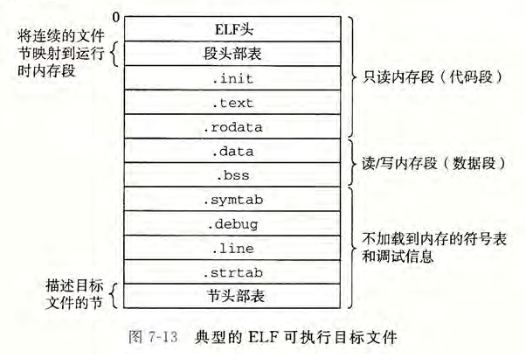 0
将连续的文件
节映射到运行
时内存段
ELF头
段头部表
.init
.text
.rodata
只读内存段（代码段）
.data
.bss
读/写内存段（数据段）
.symtab
.debug
.line
.strtab
不加载到内存的符号表
和调试信息
描述目标
文件的节
节头部表
图 7-13 典型的 ELF 可执行目标文件